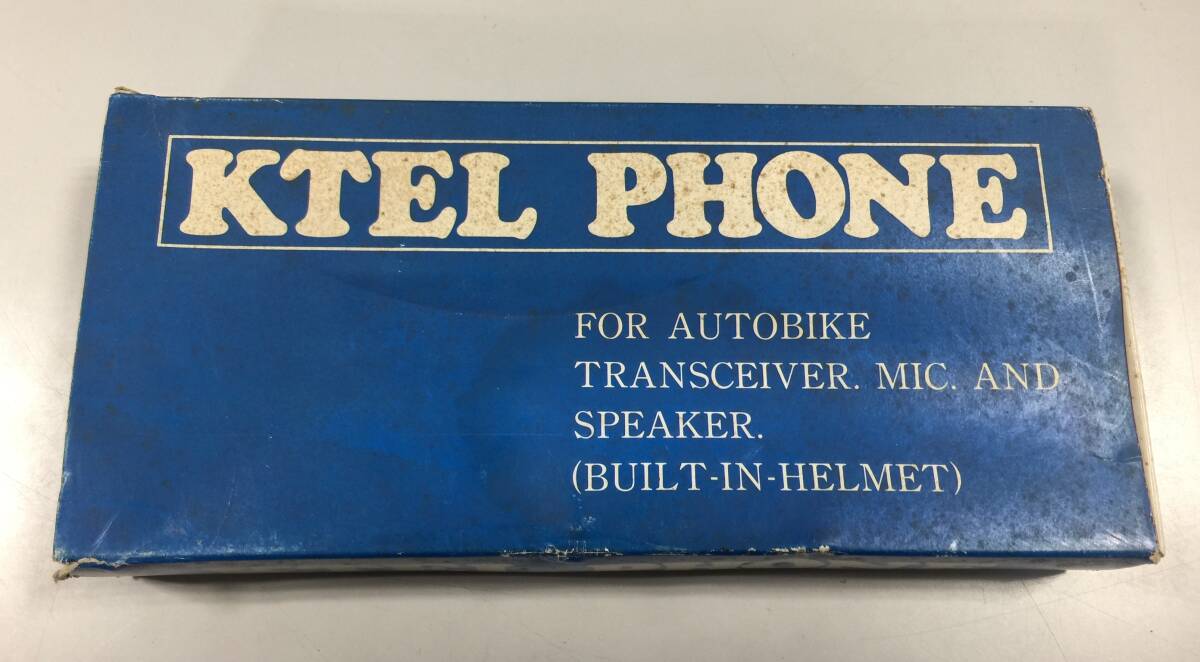 KTEL PHONE
FOR AUTOBIKE
TRANSCEIVER. MIC. AND
SPEAKER.
(BUILT-IN-HELMET)